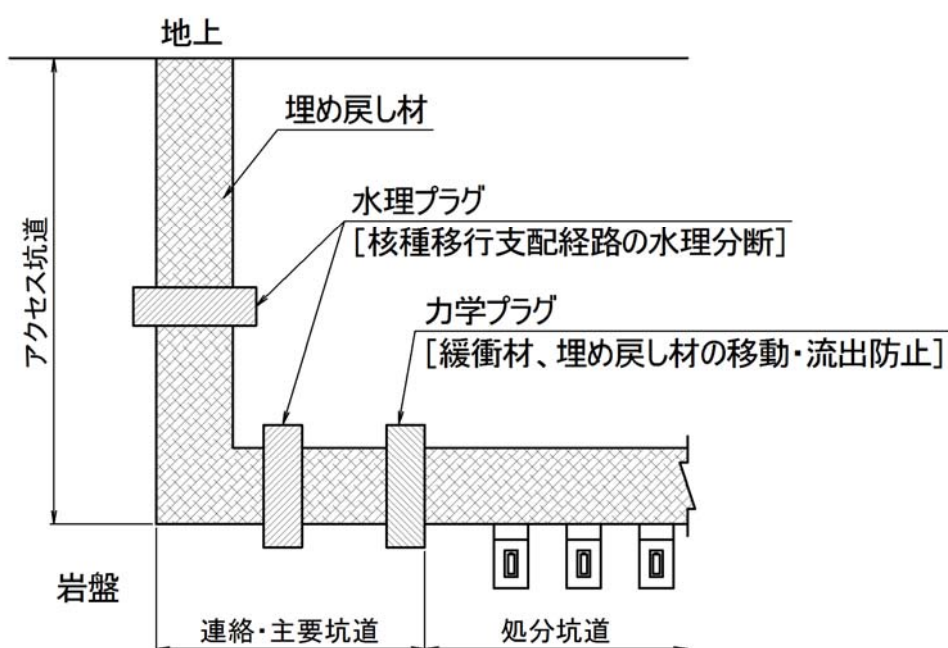 地上
埋め戻し材
水理プラグ
[核種移行支配経路の水理分断]
アクセス坑道
力学プラグ
[緩衝材、埋め戻し材の移動・流出防止]
岩盤
連絡・主要坑道
処分坑道